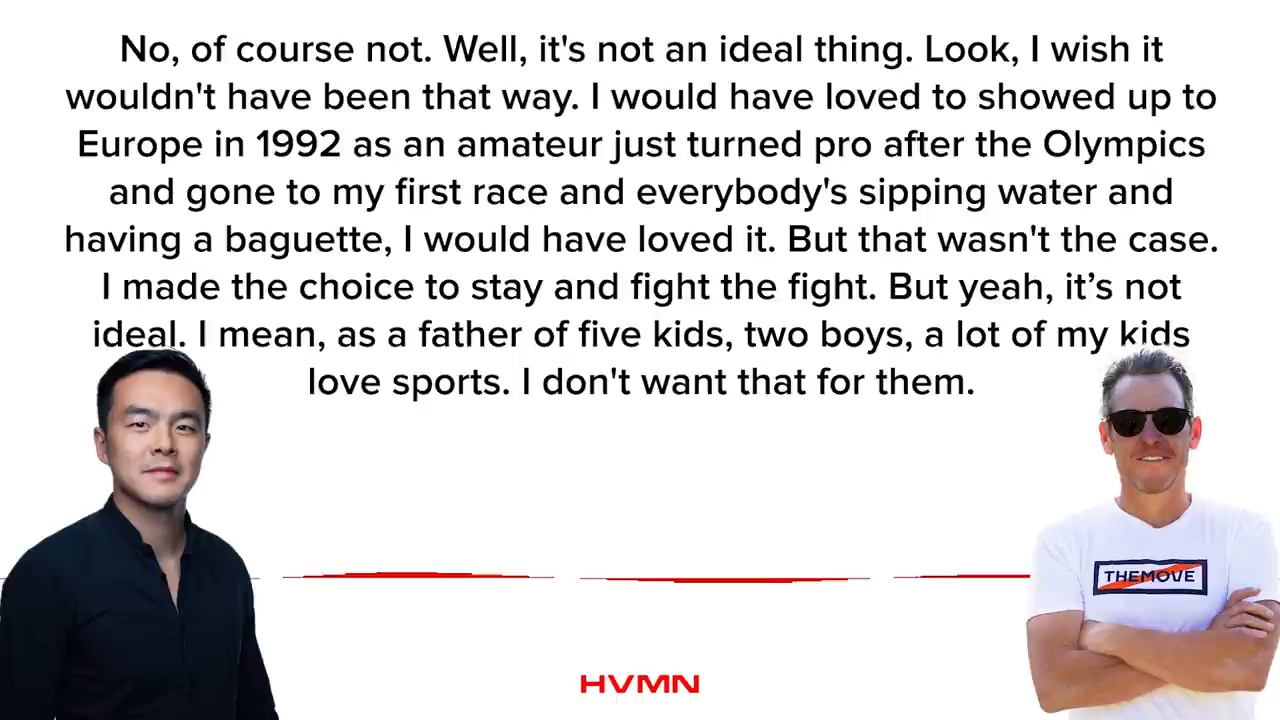 No, of course not. Well, it's not an ideal thing. Look, I wish it
wouldn't have been that way. I would have loved to showed up to
Europe in 1992 as an amateur just turned pro after the Olympics
and gone to my first race and everybody's sipping water and
having a baguette, I would have loved it. But that wasn't the case.
I made the choice to stay and fight the fight. But yeah, it’s not
ideal. I mean, as a father of five kids, two boys, a lot of my kids
love sports. I don't want that for them.
THEMOVE
HVMN